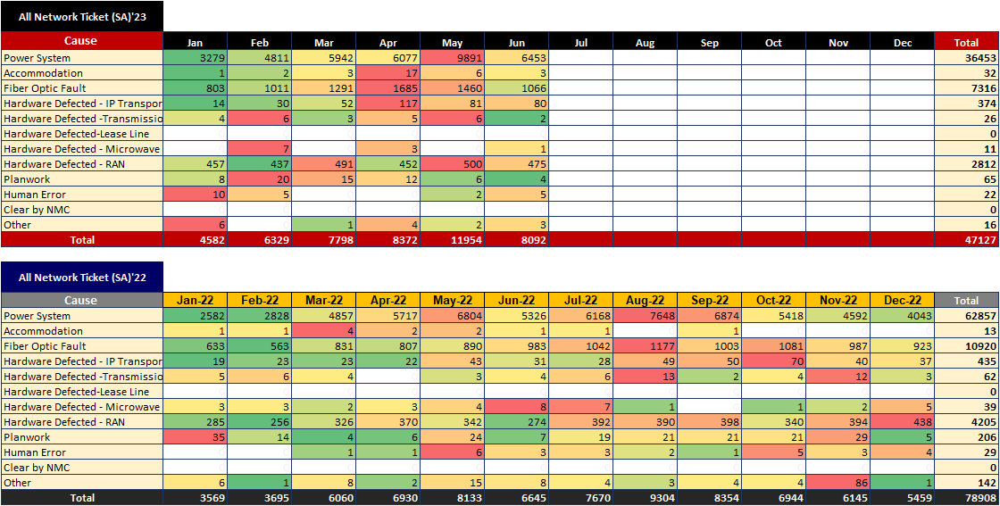 All Network Ticket (SA)'23
Cause Jan Feb Mar Apr May Jun Jul Aug Sep Oct Nov Dec Total
Power System 3279 4811 5942 6077 9891 6453 36453
Accommodation 1 2 3 17 6 3 32
Fiber Optic Fault 803 1011 1291 1685 1460 1066 7316
Hardware Defected - IP Transpor 14 30 52 117 81 80 374
Hardware Defected -Transmissio 4 6 3 5 6 2 26
Hardware Defected-Lease Line 0
Hardware Defected - Microwave 7 3 1 11
Hardware Defected - RAN 457 437 491 452 500 475 2812
Planwork 8 20 15 12 6 4 65
Human Error 10 5 2 5 22
Clear by NMC 0
Other 6 1 4 2 3 16
Total 4582 6329 7798 8372 11954 8092 47127
All Network Ticket (SA)'22
Cause Jan-22 Feb-22 Mar-22 Apr-22 May-22 Jun-22 Jul-22 Aug-22 Sep-22 Oct-22 Nov-22 Dec-22 Total
Power System 2582 2828 4857 5717 6804 5326 6168 7648 6874 5418 4592 4043 62857
Accommodation 1 1 4 2 2 1 1 1 13
Fiber Optic Fault 633 563 831 807 890 983 1042 1177 1003 1081 987 923 10920
Hardware Defected - IP Transpor 19 23 23 22 43 31 28 49 50 70 40 37 435
Hardware Defected -Transmissio 5 6 4 3 4 6 13 2 4 12 3 62
Hardware Defected-Lease Line 0
Hardware Defected - Microwave 3 3 2 3 4 8 7 1 1 2 5 39
Hardware Defected - RAN 285 256 326 370 342 274 392 390 398 340 394 438 4205
Planwork 35 14 4 6 24 7 19 21 21 21 29 5 206
Human Error 1 1 6 3 3 2 1 5 3 4 29
Clear by NMC 0
Other 6 1 8 2 15 8 4 3 4 4 86 1 142
Total 3569 3695 6060 6930 8133 6645 7670 9304 8354 6944 6145 5459 78908